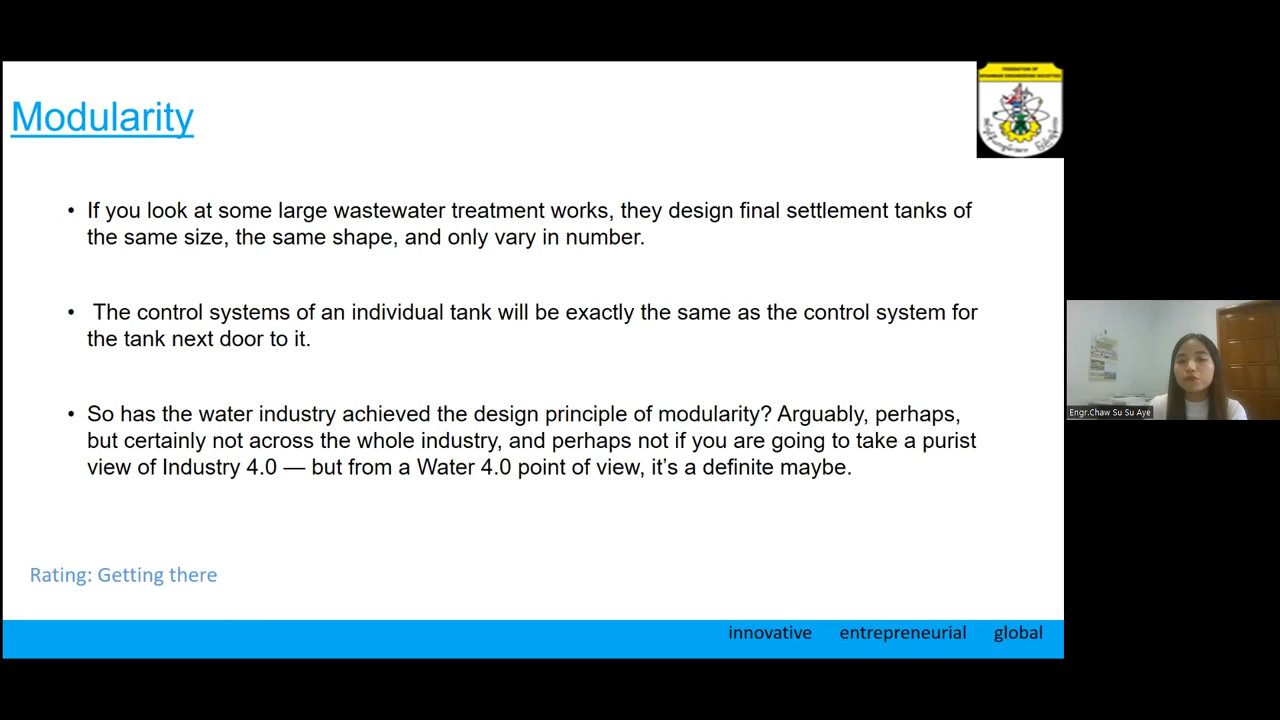 FEDERATION OF
MYANMAR ENGINEERING SOCIETIES
Modularity
• If you look at some large wastewater treatment works, they design final settlement tanks of
the same size, the same shape, and only vary in number.
• The control systems of an individual tank will be exactly the same as the control system for
the tank next door to it.
• So has the water industry achieved the design principle of modularity? Arguably, perhaps,
but certainly not across the whole industry, and perhaps not if you are going to take a purist
view of Industry 4.0 — but from a Water 4.0 point of view, it’s a definite maybe.
Engr.Chaw Su Su Aye
Rating: Getting there
innovative entrepreneurial global